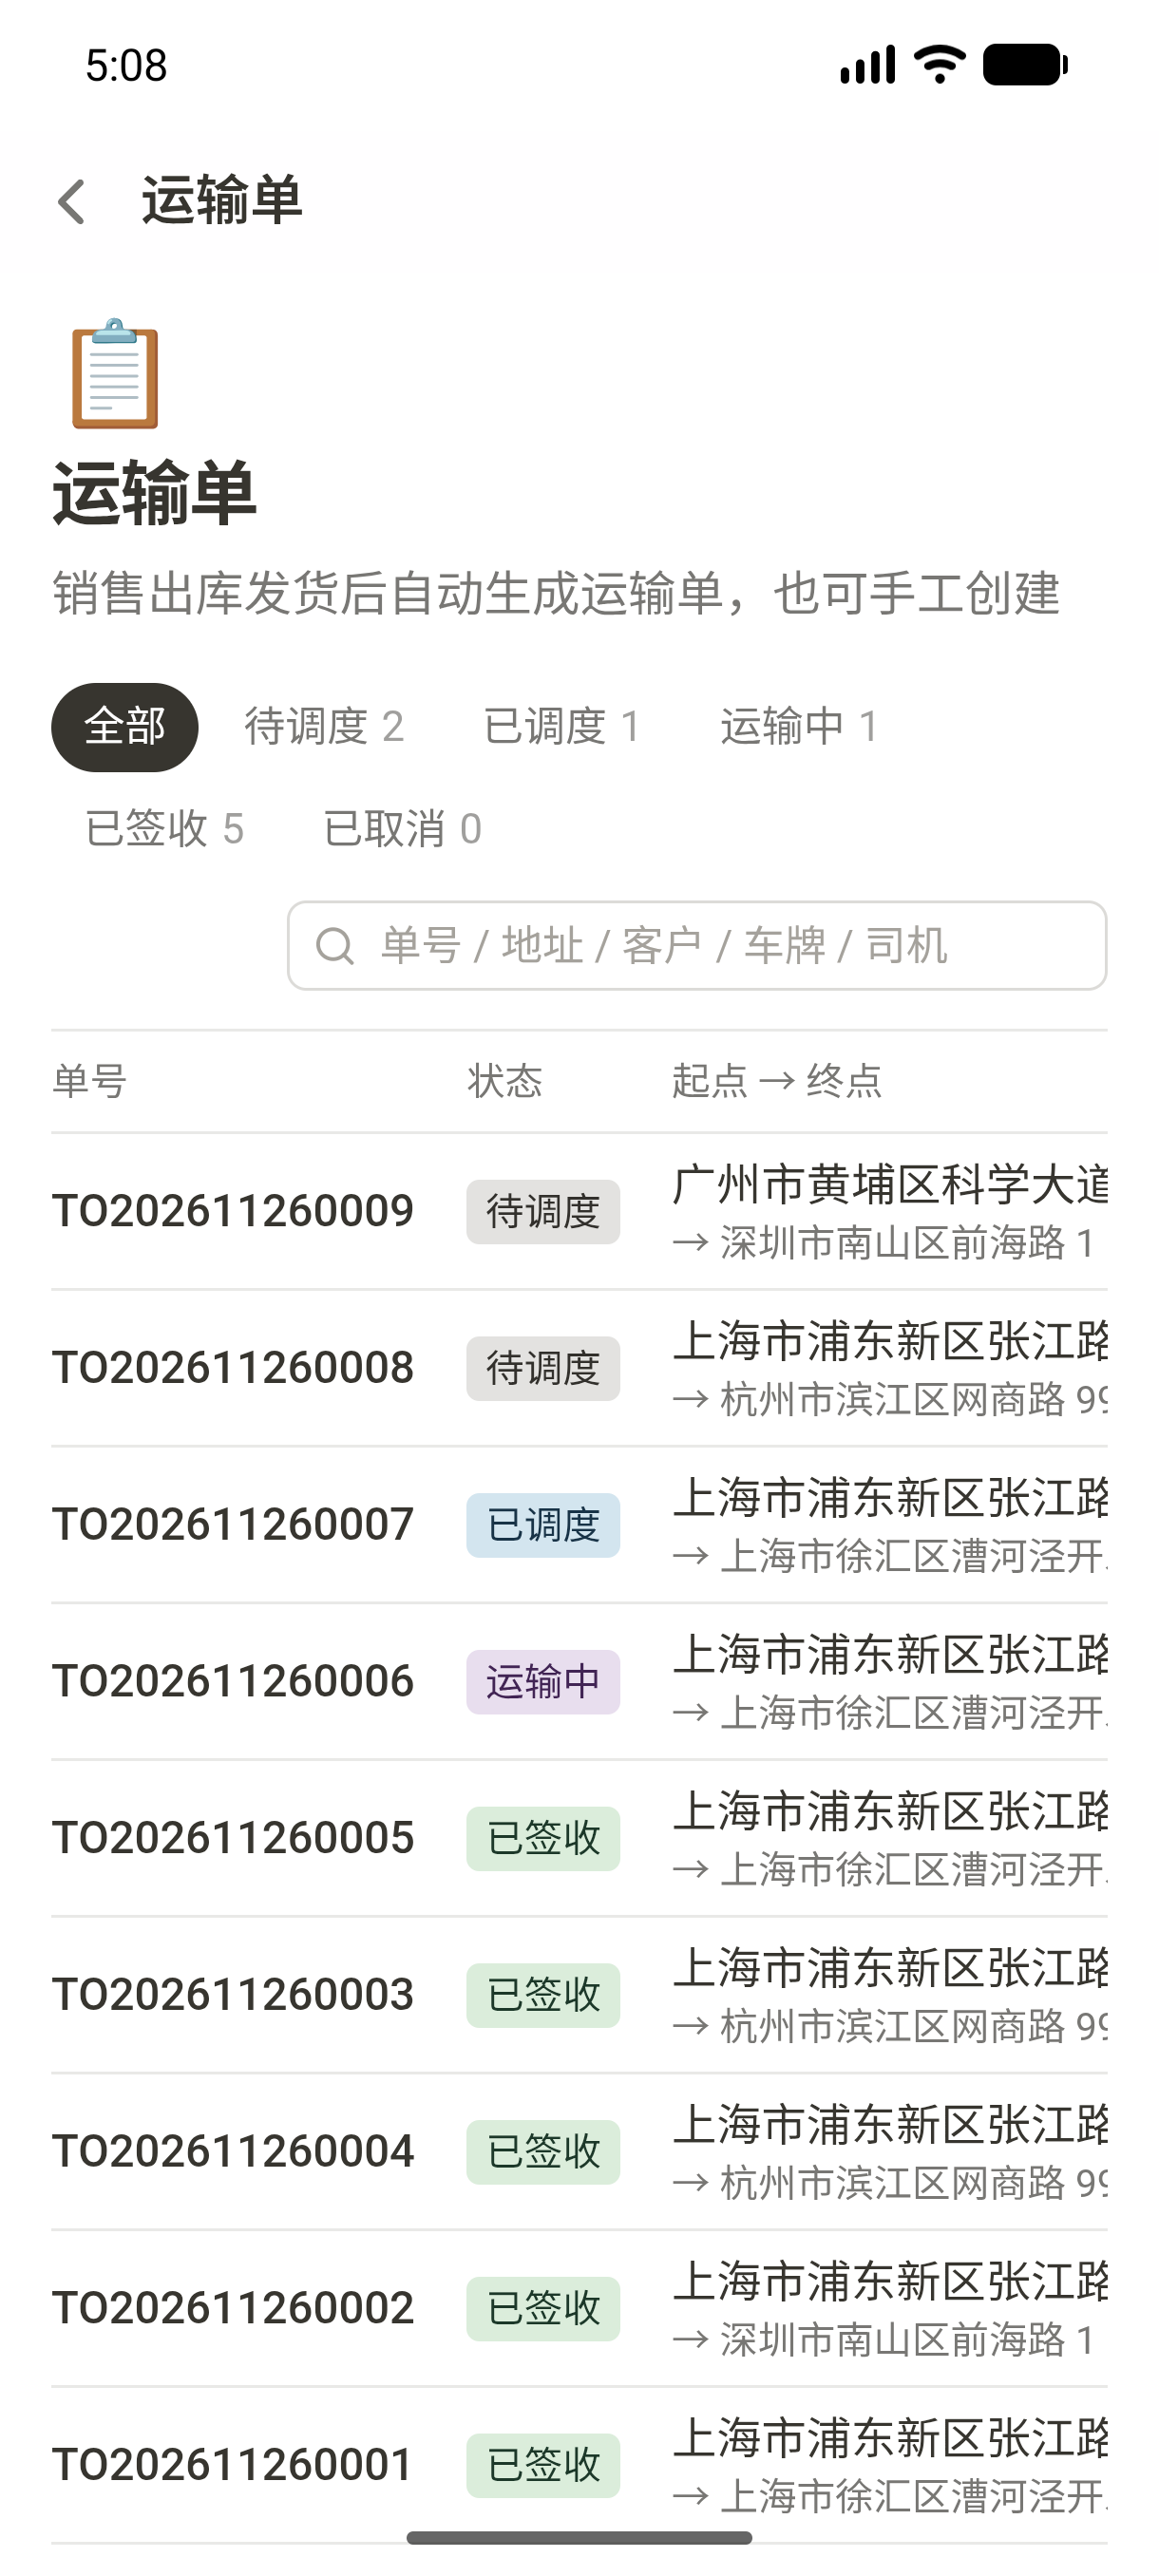 5:08
运输单
运输单
销售出库发货后自动生成运输单，也可手工创建
全部 待调度 2 已调度 1 运输中 1
已签收 5 已取消 0
单号 / 地址 / 客户 / 车牌 / 司机
单号 状态 起点 → 终点
TO202611260009 待调度 广州市黄埔区科学大道
→ 深圳市南山区前海路 1
TO202611260008 待调度 上海市浦东新区张江路
→ 杭州市滨江区网商路 99
TO202611260007 已调度 上海市浦东新区张江路
→ 上海市徐汇区漕河泾开…
TO202611260006 运输中 上海市浦东新区张江路
→ 上海市徐汇区漕河泾开…
TO202611260005 已签收 上海市浦东新区张江路
→ 上海市徐汇区漕河泾开…
TO202611260003 已签收 上海市浦东新区张江路
→ 杭州市滨江区网商路 99
TO202611260004 已签收 上海市浦东新区张江路
→ 杭州市滨江区网商路 99
TO202611260002 已签收 上海市浦东新区张江路
→ 深圳市南山区前海路 1
TO202611260001 已签收 上海市浦东新区张江路
→ 上海市徐汇区漕河泾开…